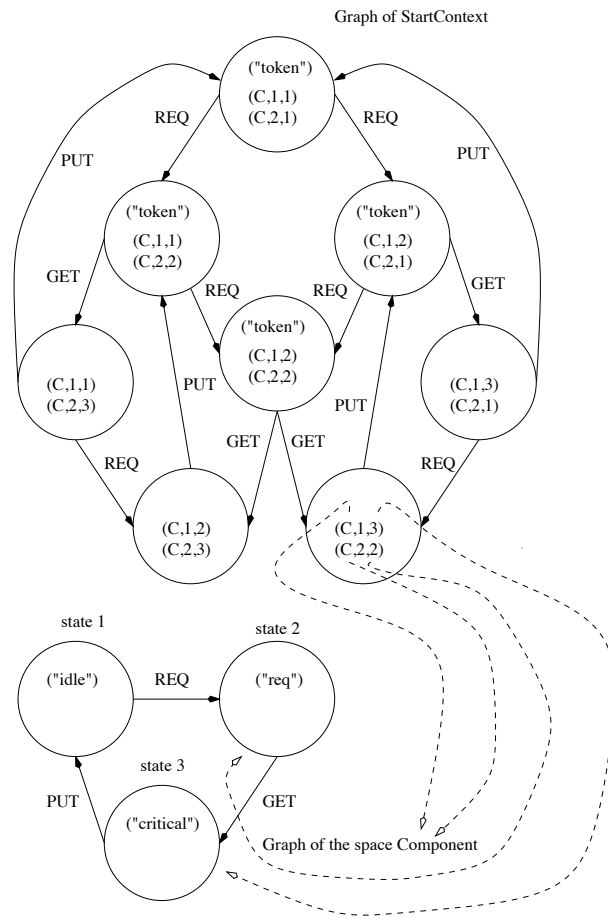 Graph of StartContext
("token")
(C,1,1)
(C,2,1)
REQ
REQ
PUT
PUT
("token")
(C,1,1)
(C,2,2)
("token")
(C,1,2)
(C,2,1)
GET
REQ
REQ
GET
("token")
(C,1,2)
(C,2,2)
(C,1,1)
(C,2,3)
PUT
PUT
(C,1,3)
(C,2,1)
REQ
GET
GET
REQ
(C,1,2)
(C,2,3)
(C,1,3)
(C,2,2)
state 1
state 2
("idle")
REQ
("req")
state 3
PUT
GET
("critical")
Graph of the space Component